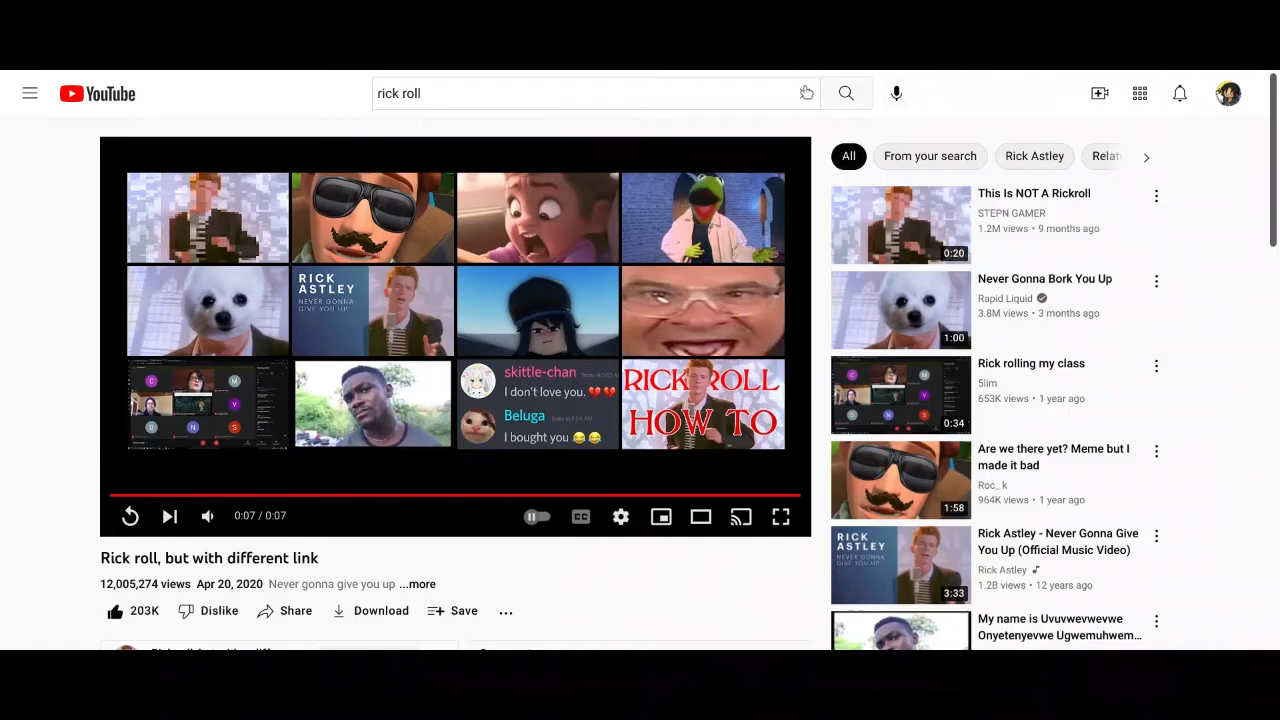 YouTube
rick roll
All
From your search
Rick Astley
Relat
RICK
ASTLEY
NEVER GONNA
GIVE YOU UP
skittle-chan
I don't love you. 💔💔
Beluga
I bought you 😂😂
RICK ROLL
HOW TO
0:07 / 0:07
CC
Rick roll, but with different link
12,005,274 views Apr 20, 2020 Never gonna give you up ...more
203K Dislike Share Download Save
This Is NOT A Rickroll
STEPN GAMER
1.2M views • 9 months ago
0:20
Never Gonna Bork You Up
Rapid Liquid
3.8M views • 3 months ago
1:00
Rick rolling my class
5lim
653K views • 1 year ago
0:34
Are we there yet? Meme but I
made it bad
Roc_ k
964K views • 1 year ago
1:58
RICK
ASTLEY
NEVER GONNA
GIVE YOU UP
Rick Astley - Never Gonna Give
You Up (Official Music Video)
Rick Astley
1.2B views • 12 years ago
3:33
My name is Uvuvwevwevwe
Onyetenyevwe Ugwemuhwem...